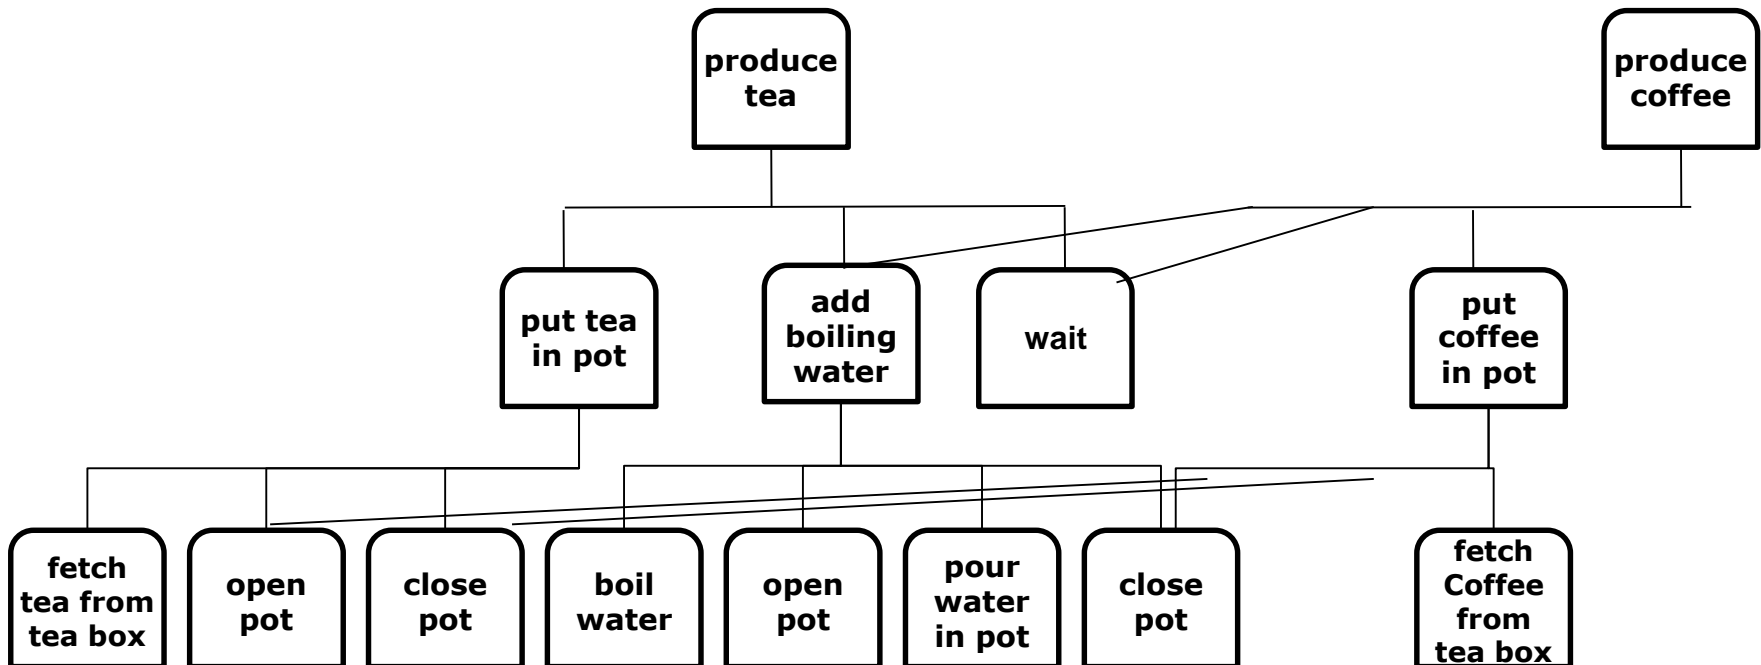 produce
tea
produce
coffee
put tea
in pot
add
boiling
water
wait
put
coffee
in pot
fetch
tea from
tea box
open
pot
close
pot
boil
water
open
pot
pour
water
in pot
close
pot
fetch
Coffee
from
tea box